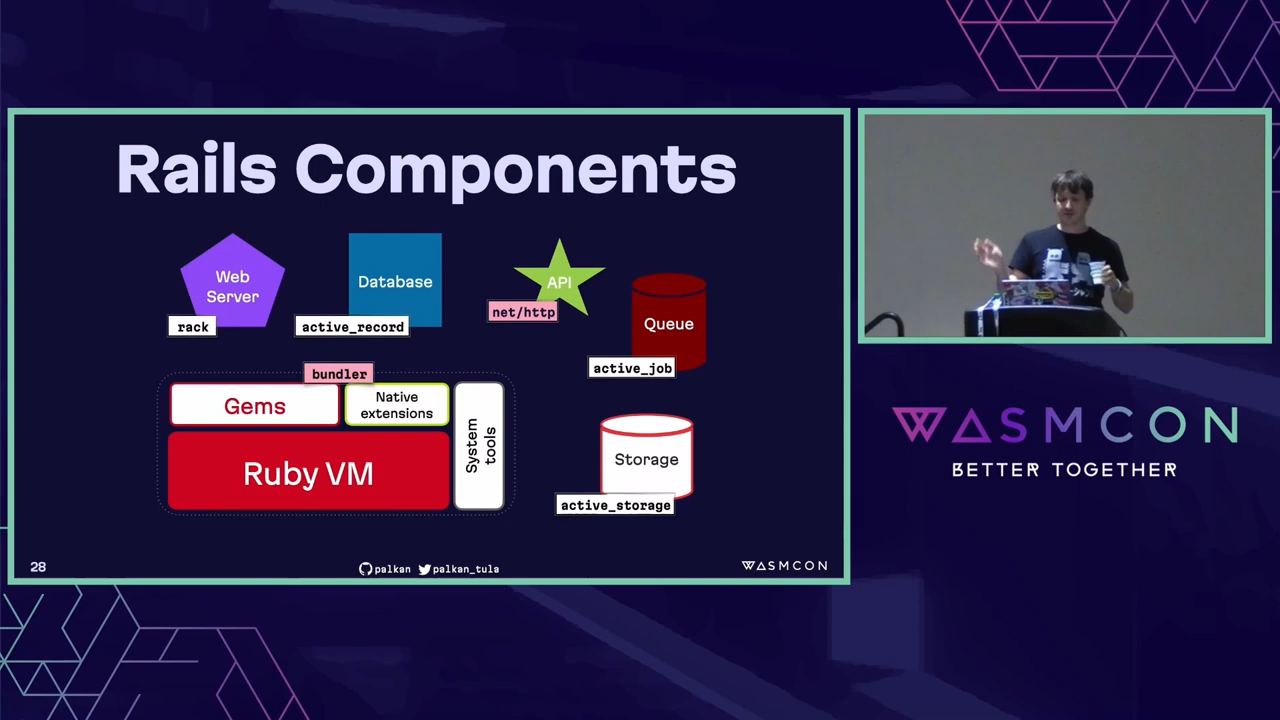 Rails Components
Web
Server
rack
Database
active_record
API
net/http
Queue
active_job
bundler
Gems
Native
extensions
System
tools
Ruby VM
Storage
active_storage
28
palkan
palkan_tula
WASMCON
WASMCON
BETTER TOGETHER